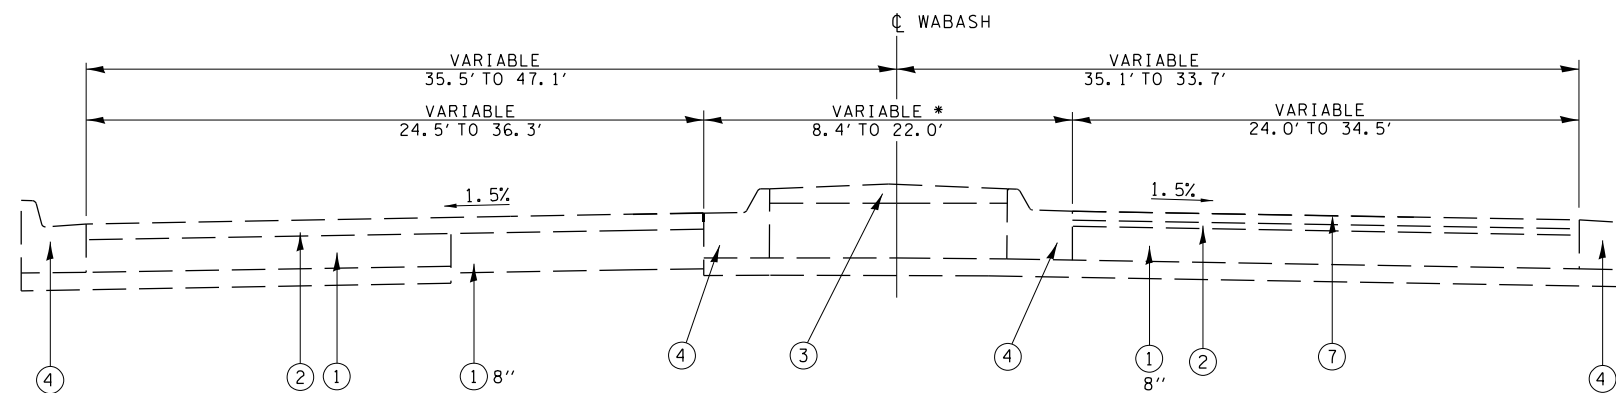 ℄ WABASH
VARIABLE
35.5' TO 47.1'
VARIABLE
35.1' TO 33.7'
VARIABLE
24.5' TO 36.3'
VARIABLE *
8.4' TO 22.0'
VARIABLE
24.0' TO 34.5'
1.5%
1.5%
4
2
1
1 8''
4
3
4
1
8''
2
7
4